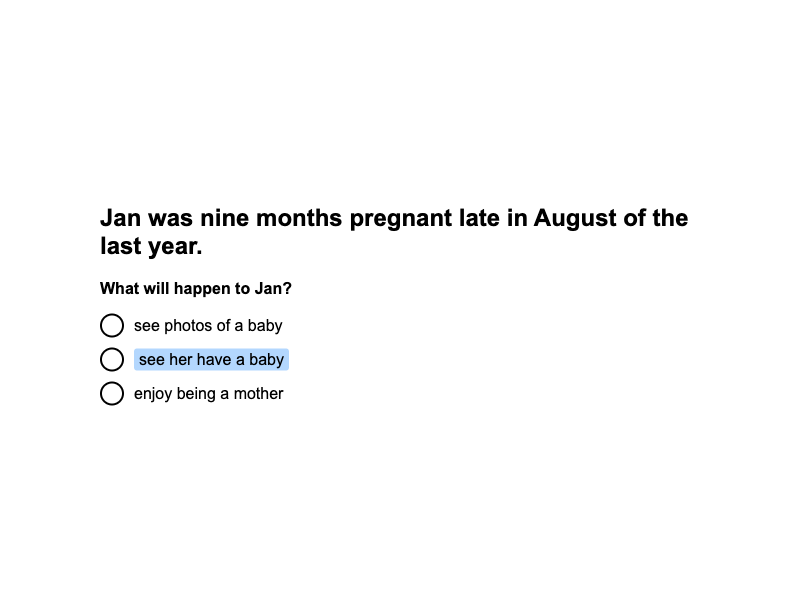 Jan was nine months pregnant late in August of the
last year.
What will happen to Jan?
see photos of a baby
see her have a baby
enjoy being a mother